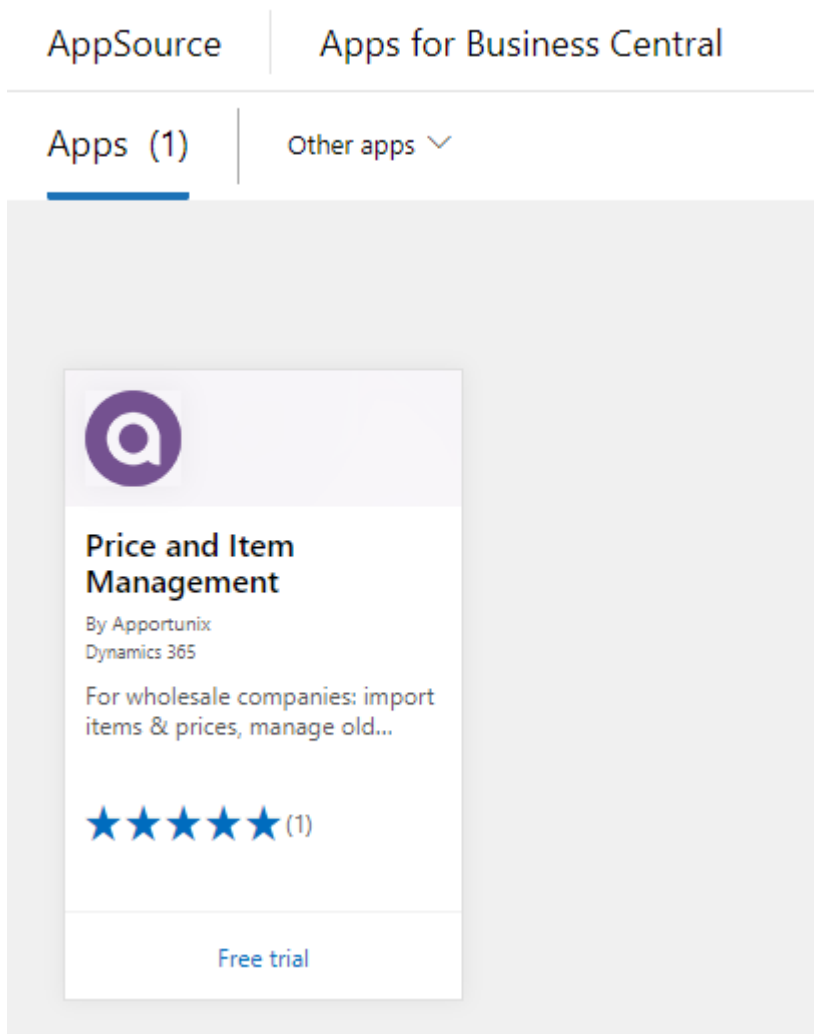 AppSource Apps for Business Central
Apps (1) Other apps
Price and Item
Management
By Apportunix
Dynamics 365
For wholesale companies: import
items & prices, manage old...
(1)
Free trial